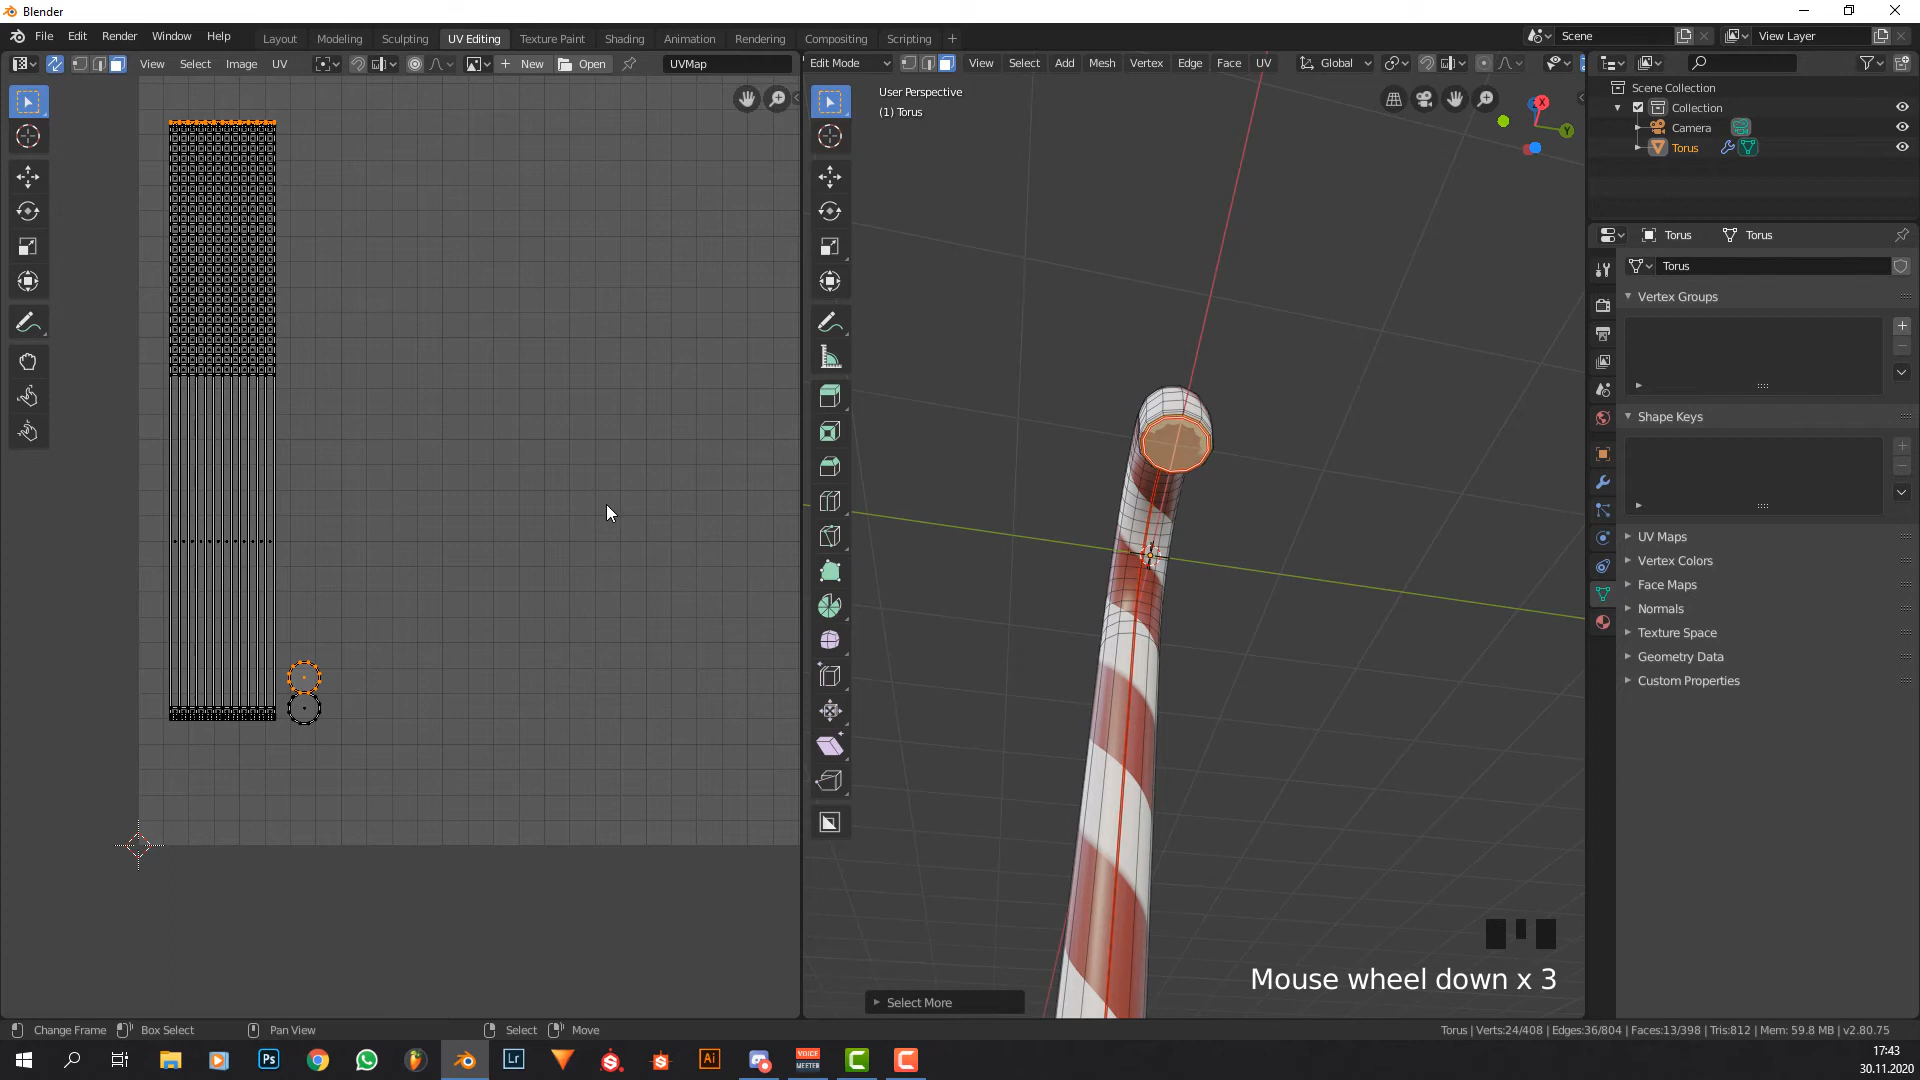 Blender
File Edit Render Window Help
Layout Modeling Sculpting UV Editing Texture Paint Shading Animation Rendering Compositing Scripting
Scene
View Layer
View Select Image UV
New Open
UVMap
Edit Mode
View Select Add Mesh Vertex Edge Face UV
Global
User Perspective
(1) Torus
X
Y
Scene Collection
Collection
Camera
Torus
Torus Torus
Torus
Vertex Groups
Shape Keys
UV Maps
Vertex Colors
Face Maps
Normals
Texture Space
Geometry Data
Custom Properties
Mouse wheel down x 3
Select More
Change Frame Box Select Pan View Select Move
Torus | Verts:24/408 | Edges:36/804 | Faces:13/398 | Tris:812 | Mem: 59.8 MB | v2.80.75
Ps
Lr
Ai
VOICE
MEETER
C
C
17:43
30.11.2020